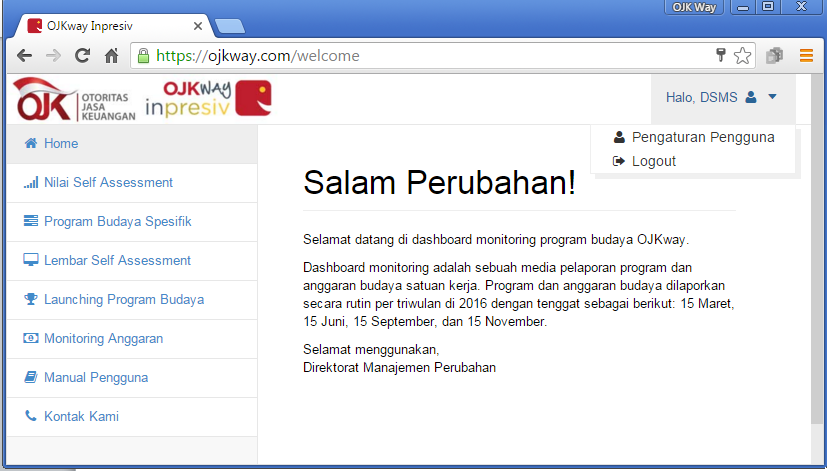 OJK Way
OJKway Inpresiv
https://ojkway.com/welcome
OJK
OTORITAS
JASA
KEUANGAN
OJKWAY
inpresiv
Halo, DSMS
Pengaturan Pengguna
Logout
Home
Nilai Self Assessment
Program Budaya Spesifik
Lembar Self Assessment
Launching Program Budaya
Monitoring Anggaran
Manual Pengguna
Kontak Kami
Salam Perubahan!
Selamat datang di dashboard monitoring program budaya OJKway.
Dashboard monitoring adalah sebuah media pelaporan program dan
anggaran budaya satuan kerja. Program dan anggaran budaya dilaporkan
secara rutin per triwulan di 2016 dengan tenggat sebagai berikut: 15 Maret,
15 Juni, 15 September, dan 15 November.
Selamat menggunakan,
Direktorat Manajemen Perubahan